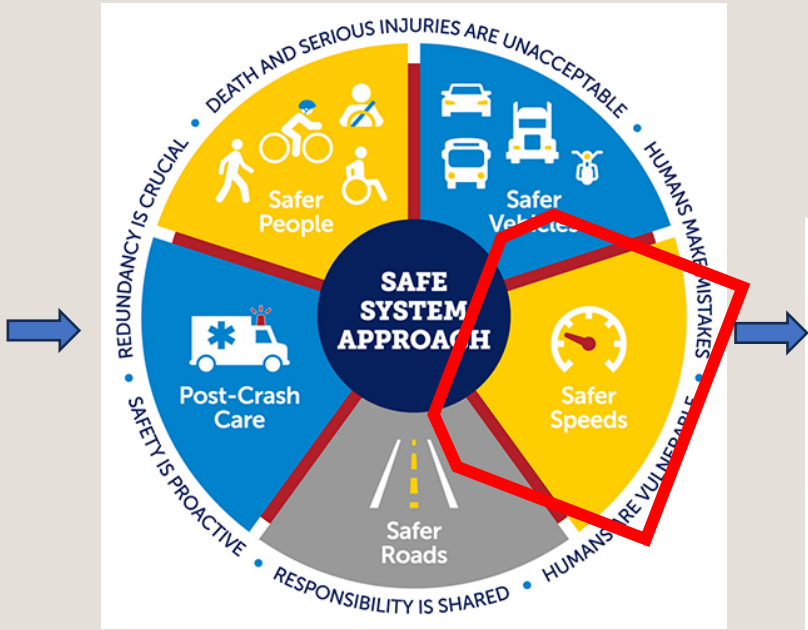 DEATH AND SERIOUS INJURIES ARE UNACCEPTABLE
HUMANS MAKE MISTAKES
HUMANS ARE VULNERABLE
RESPONSIBILITY IS SHARED
SAFETY IS PROACTIVE
REDUNDANCY IS CRUCIAL
Safer
People
Safer
Vehicles
SAFE
SYSTEM
APPROACH
Safer
Speeds
Post-Crash
Care
Safer
Roads